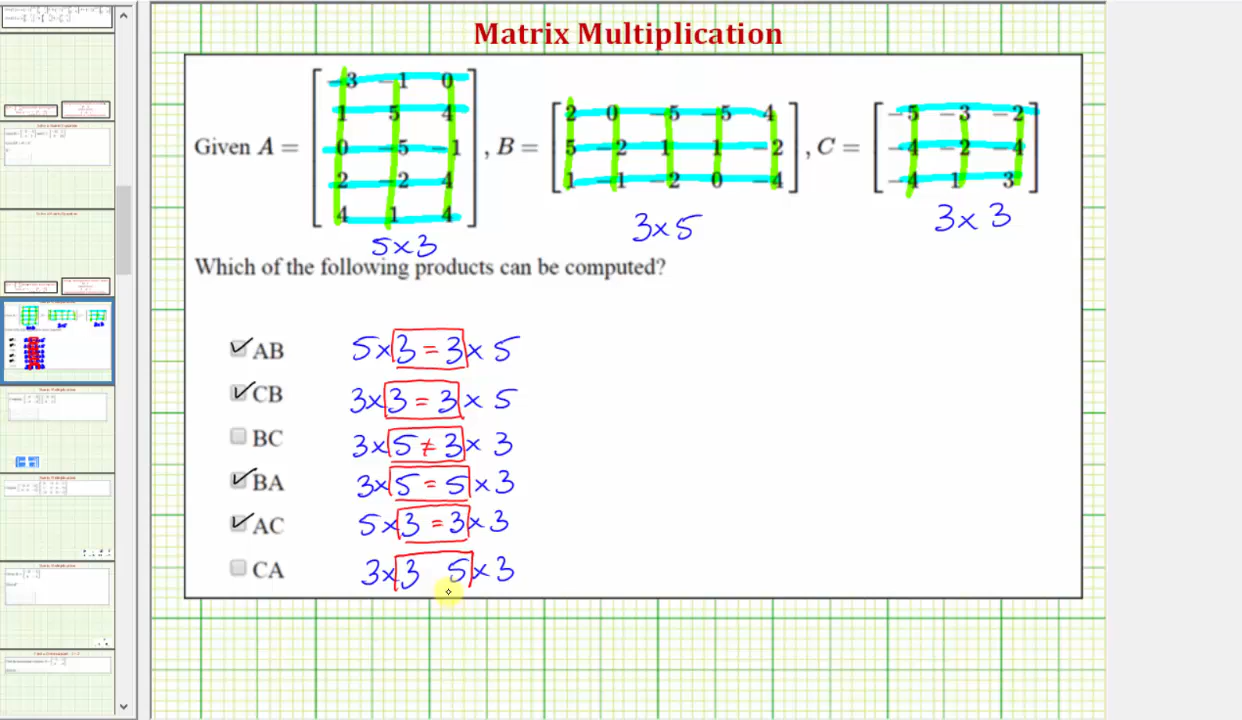 Matrix Multiplication
Given A = [ -3 -1 0
1 5 4
0 -5 -1
2 -2 4
4 1 4 ]
, B = [ 2 0 -5 -5 4
5 -2 1 1 -2
1 -1 -2 0 -4 ]
, C = [ -5 -3 -2
-4 -2 -4
-4 1 3 ]
5×3
3×5
3×3
Which of the following products can be computed?
✓ AB 5×3 = 3×5
✓ CB 3×3 = 3×5
BC 3×5 ≠ 3×3
✓ BA 3×5 = 5×3
✓ AC 5×3 = 3×3
CA 3×3 5×3